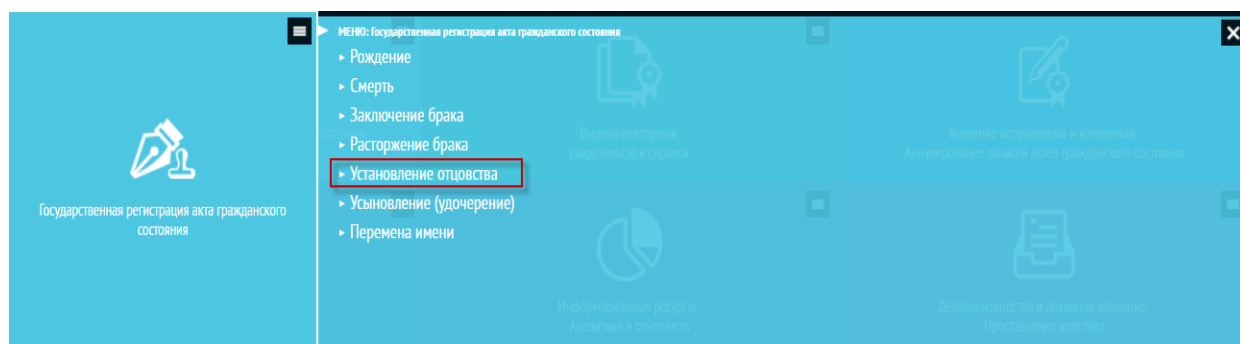 МЕНЮ: Государственная регистрация акта гражданского состояния
Рождение
Смерть
Заключение брака
Расторжение брака
Установление отцовства
Усыновление (удочерение)
Перемена имени
Государственная регистрация акта гражданского
состояния
состояния
Выдача повторных
свидетельств и справок
Внесение исправлений и изменений.
Аннулирование записей актов гражданского состояния
Информационные ресурсы.
Аналитика и отчетность
Делопроизводство и архивное хранение.
Проставление апостиля